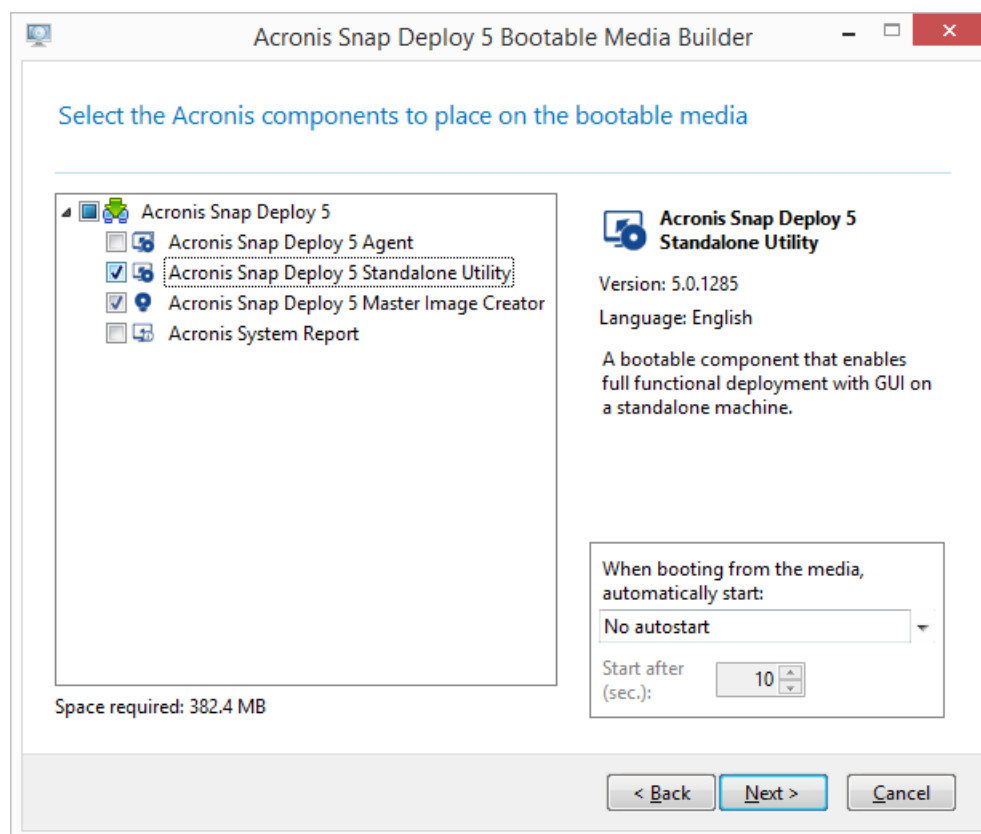 Acronis Snap Deploy 5 Bootable Media Builder
Select the Acronis components to place on the bootable media
Acronis Snap Deploy 5
Acronis Snap Deploy 5 Agent
Acronis Snap Deploy 5 Standalone Utility
Acronis Snap Deploy 5 Master Image Creator
Acronis System Report
Space required: 382.4 MB
Acronis Snap Deploy 5
Standalone Utility
Version: 5.0.1285
Language: English
A bootable component that enables
full functional deployment with GUI on
a standalone machine.
When booting from the media,
automatically start:
No autostart
Start after
(sec.):
10
< Back
Next >
Cancel